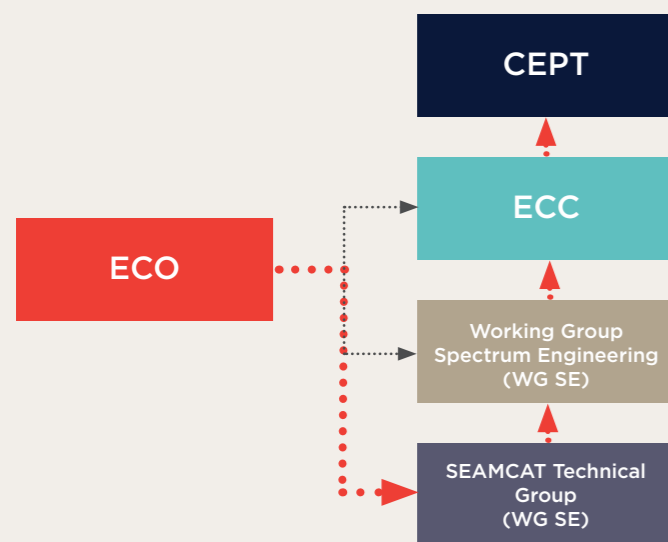 CEPT
ECC
ECO
Working Group
Spectrum Engineering
(WG SE)
SEAMCAT Technical
Group
(WG SE)